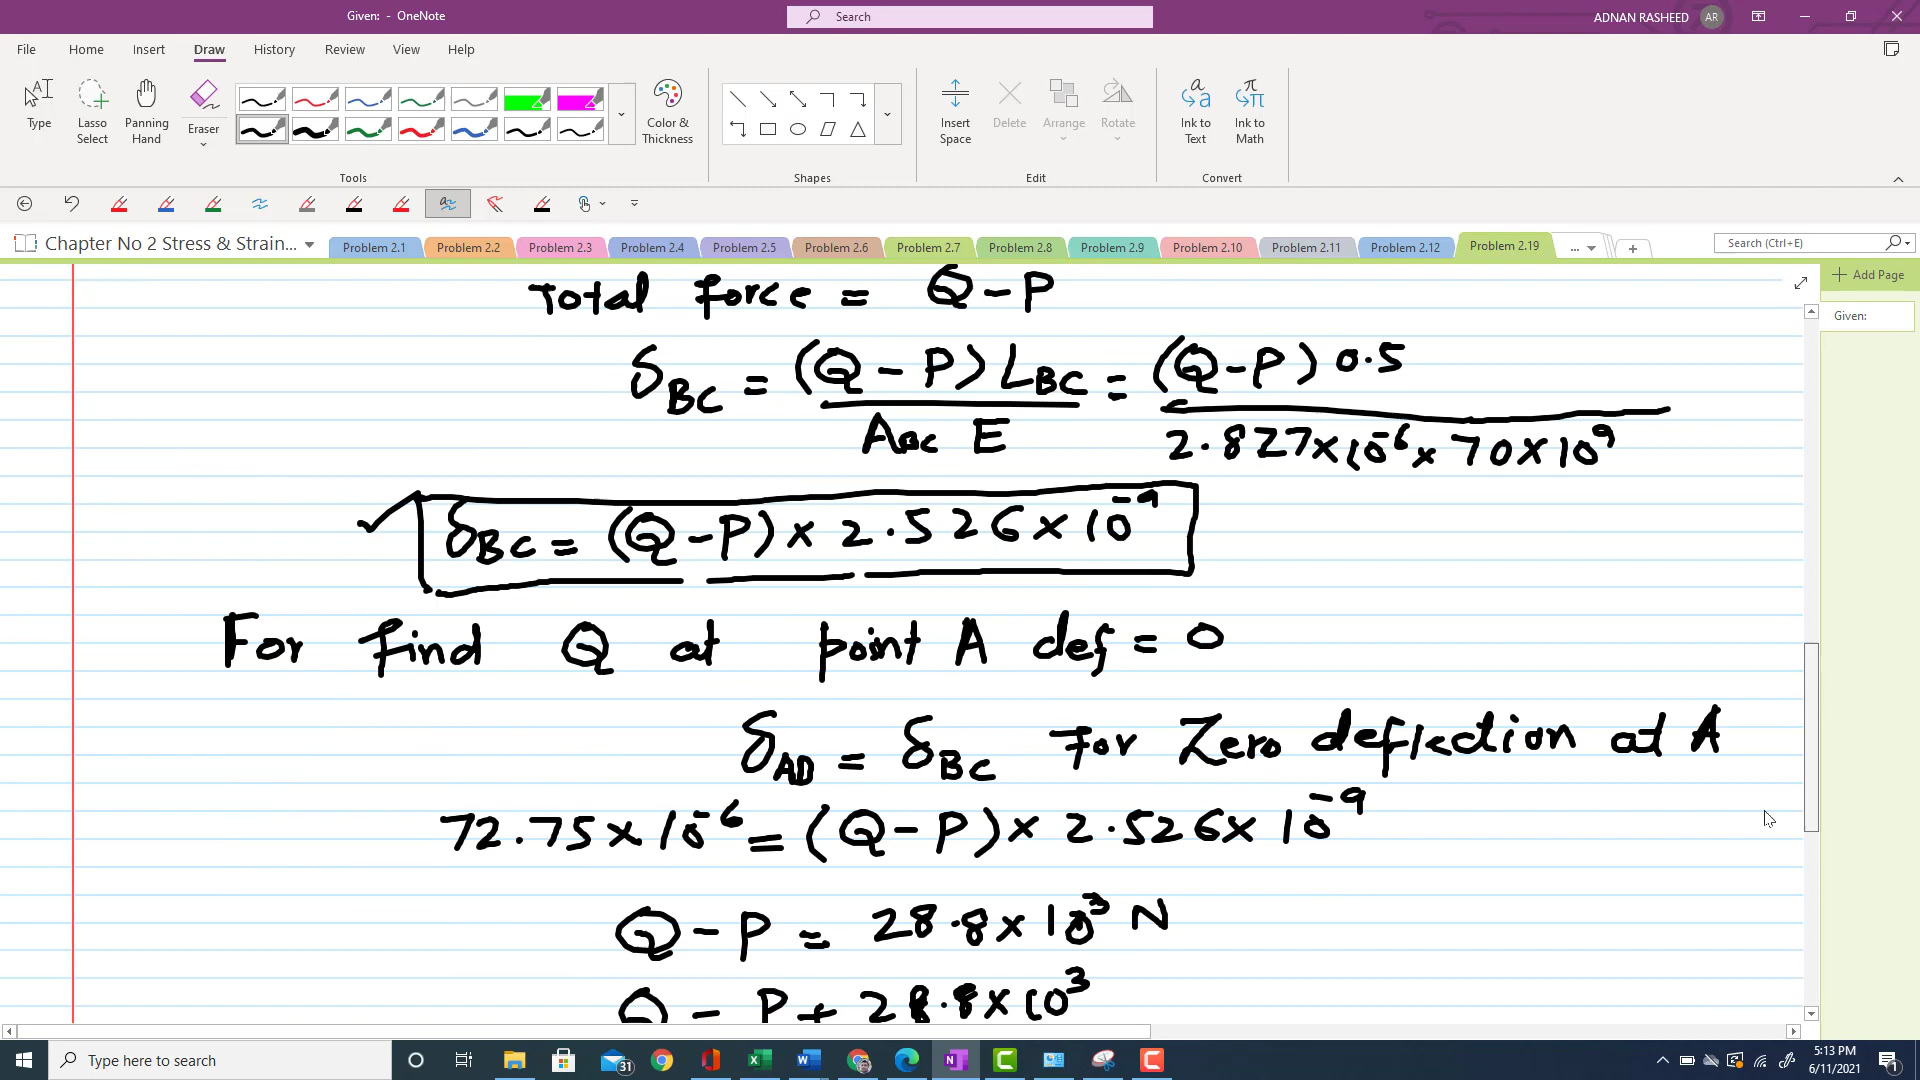 Given: - OneNote
Search
ADNAN RASHEED AR
File Home Insert Draw History Review View Help
Type Lasso Select Panning Hand Eraser Color & Thickness Insert Space Delete Arrange Rotate Ink to Text Ink to Math
Tools Shapes Edit Convert
Chapter No 2 Stress & Strain... Problem 2.1 Problem 2.2 Problem 2.3 Problem 2.4 Problem 2.5 Problem 2.6 Problem 2.7 Problem 2.8 Problem 2.9 Problem 2.10 Problem 2.11 Problem 2.12 Problem 2.19 ... Search (Ctrl+E)
Add Page
Given:
Total force = Q-P
δBC = (Q-P) LBC / ABC E = (Q-P) 0.5 / 2.827×10⁻⁶ × 70×10⁹
δBC = (Q-P) × 2.526×10⁻⁹
For find Q at point A def = 0
δAD = δBC For Zero deflection at A
72.75×10⁻⁶ = (Q-P) × 2.526×10⁻⁹
Q-P = 28.8×10³ N
Q - P + 28.8×10³
Type here to search
31
5:13 PM
6/11/2021
1